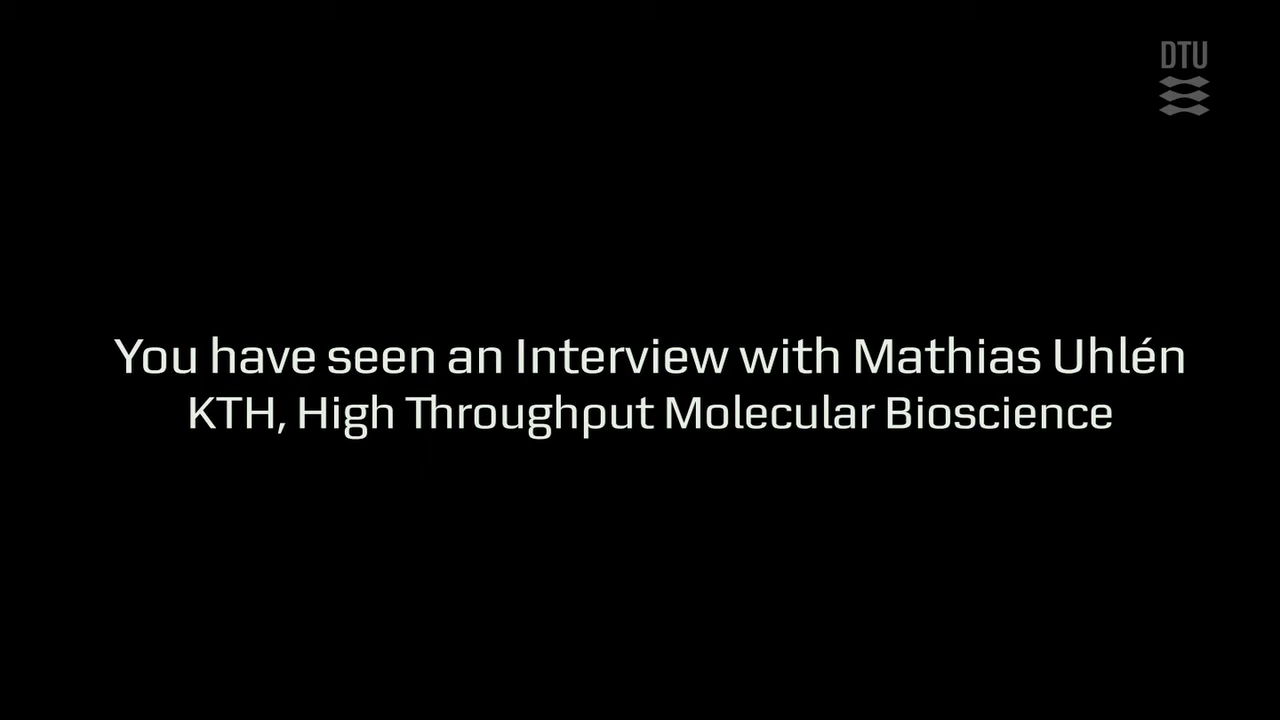 DTU
You have seen an Interview with Mathias Uhlén
KTH, High Throughput Molecular Bioscience